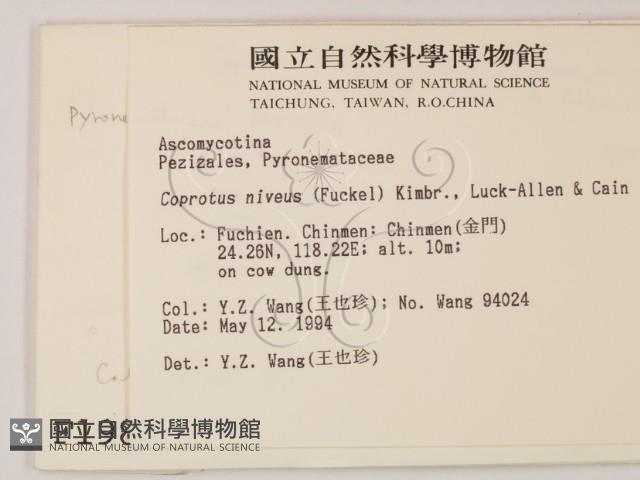 國立自然科學博物館
NATIONAL MUSEUM OF NATURAL SCIENCE
TAICHUNG, TAIWAN, R.O.CHINA
Pyrone
Ascomycotina
Pezizales, Pyronemataceae
Coprotus niveus (Fuckel) Kimbr., Luck-Allen & Cain
Loc.: Fuchien. Chinmen: Chinmen(金門)
24.26N, 118.22E; alt. 10m;
on cow dung.
Col.: Y.Z. Wang(王也珍); No. Wang 94024
Date: May 12. 1994
Det.: Y.Z. Wang(王也珍)
國立自然科學博物館
NATIONAL MUSEUM OF NATURAL SCIENCE